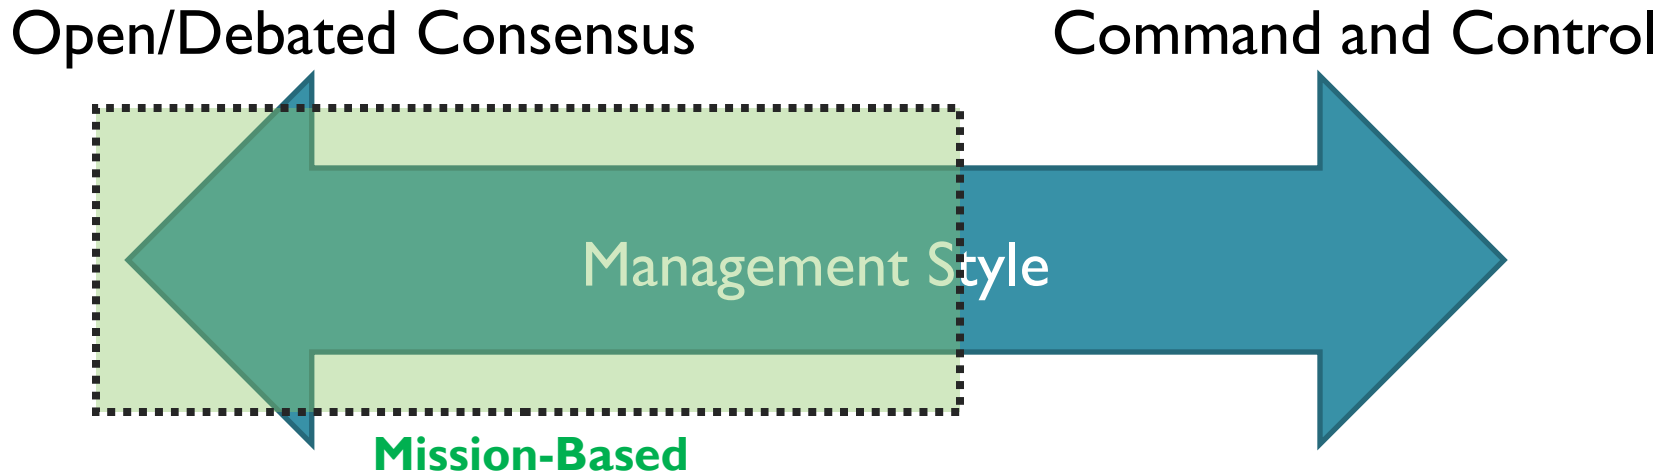 Open/Debated Consensus
Command and Control
Management Style
Mission-Based